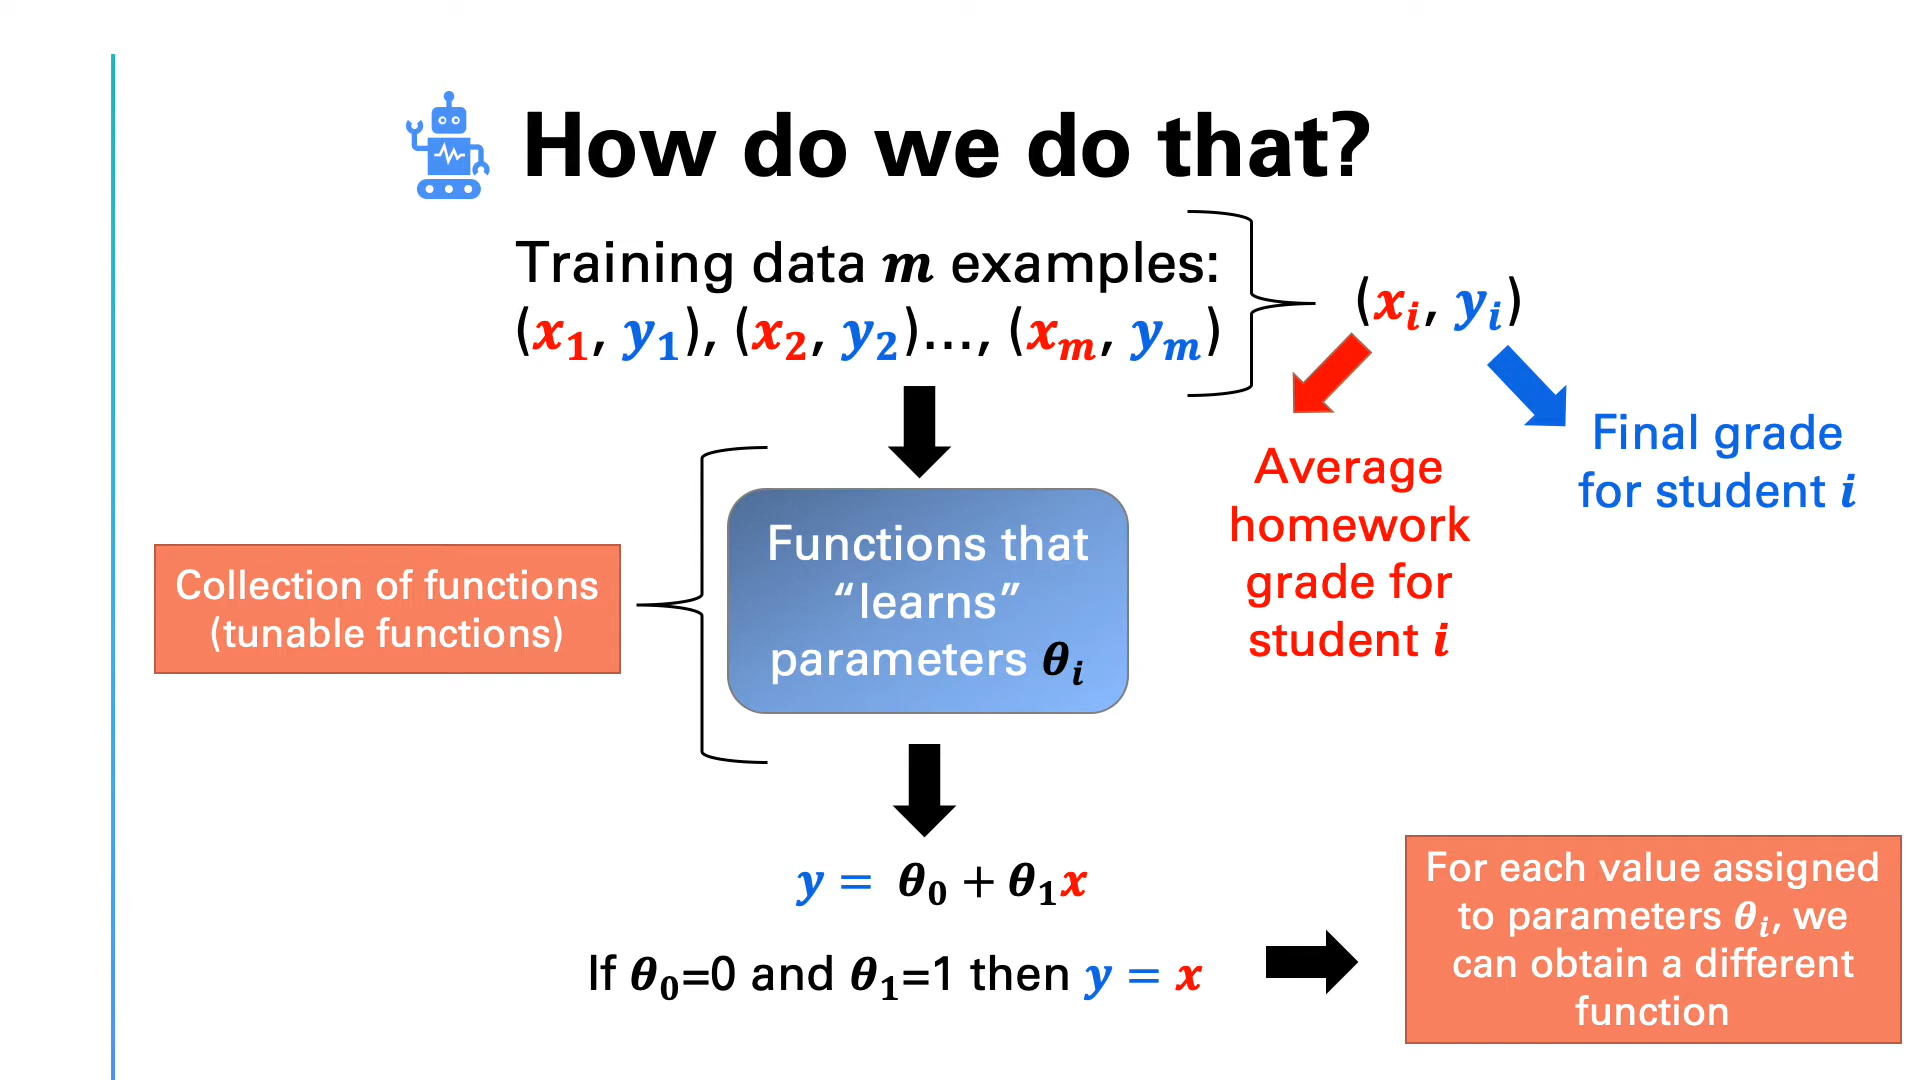 How do we do that?
Training data m examples:
(x₁, y₁), (x₂, y₂)..., (xₘ, yₘ)
(xᵢ, yᵢ)
Average
homework
grade for
student i
Final grade
for student i
Collection of functions
(tunable functions)
Functions that
“learns”
parameters θᵢ
y = θ₀ + θ₁x
If θ₀=0 and θ₁=1 then y = x
For each value assigned
to parameters θᵢ, we
can obtain a different
function